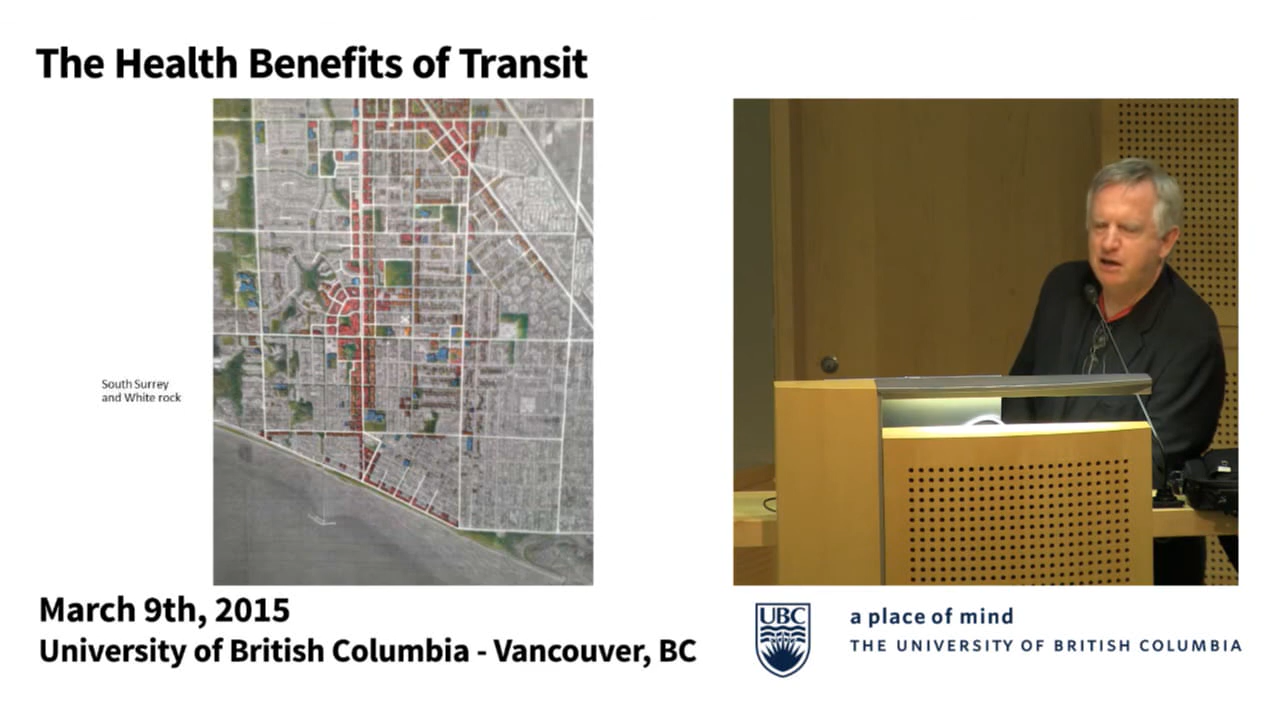 The Health Benefits of Transit
South Surrey
and White rock
March 9th, 2015
University of British Columbia - Vancouver, BC
UBC
a place of mind
THE UNIVERSITY OF BRITISH COLUMBIA